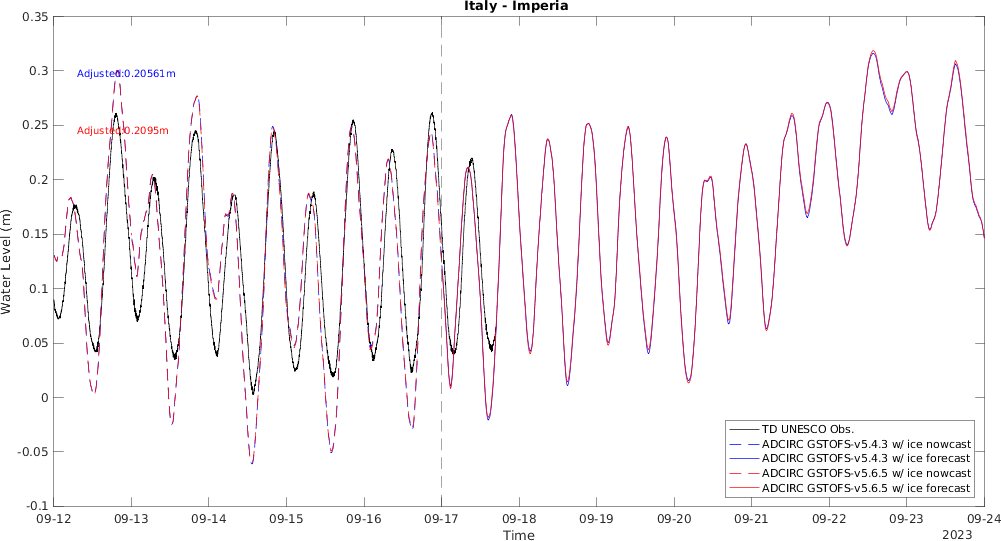 Italy - Imperia
0.35
0.3
0.25
0.2
0.15
0.1
0.05
0
-0.05
-0.1
Water Level (m)
Adjusted:0.20561m
Adjusted:0.2095m
TD UNESCO Obs.
ADCIRC GSTOFS-v5.4.3 w/ ice nowcast
ADCIRC GSTOFS-v5.4.3 w/ ice forecast
ADCIRC GSTOFS-v5.6.5 w/ ice nowcast
ADCIRC GSTOFS-v5.6.5 w/ ice forecast
09-12 09-13 09-14 09-15 09-16 09-17 09-18 09-19 09-20 09-21 09-22 09-23 09-24
Time
2023